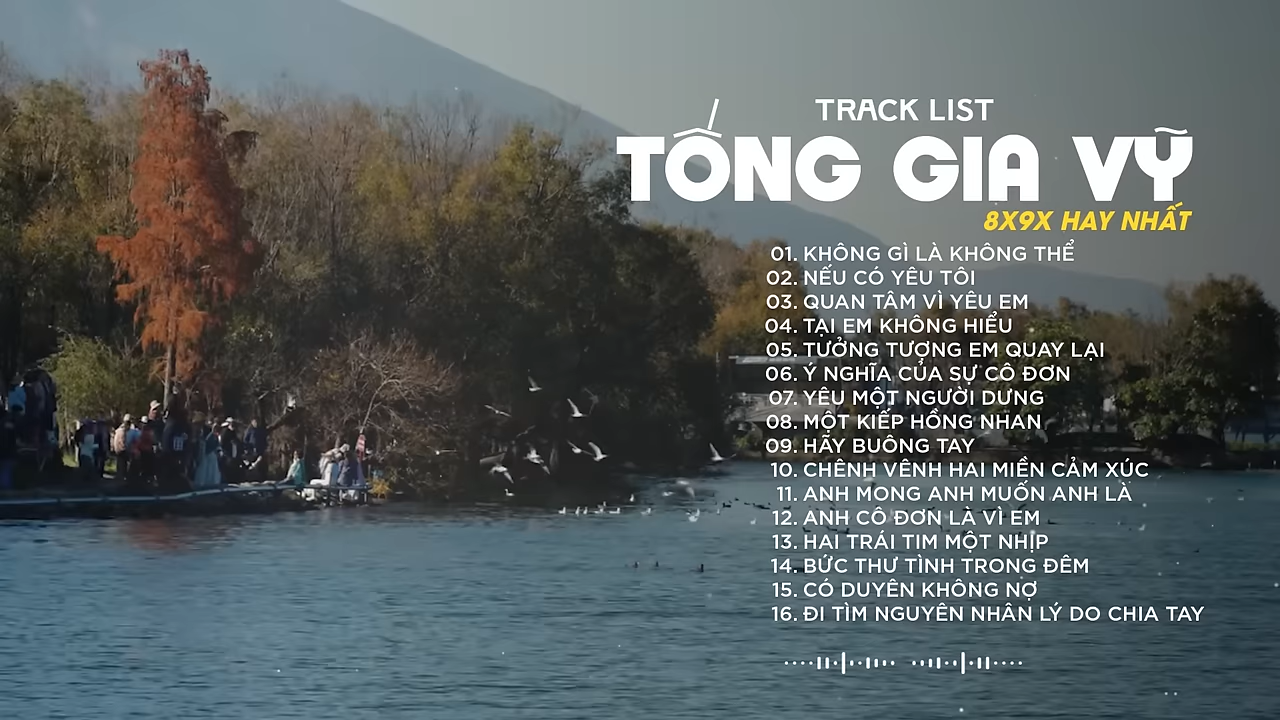 TRACK LIST
TỐNG GIA VỸ
8X9X HAY NHẤT
01. KHÔNG GÌ LÀ KHÔNG THỂ
02. NẾU CÓ YÊU TÔI
03. QUAN TÂM VÌ YÊU EM
04. TẠI EM KHÔNG HIỂU
05. TƯỞNG TƯỢNG EM QUAY LẠI
06. Ý NGHĨA CỦA SỰ CÔ ĐƠN
07. YÊU MỘT NGƯỜI DƯNG
08. MỘT KIẾP HỒNG NHAN
09. HÃY BUÔNG TAY
10. CHÊNH VÊNH HAI MIỀN CẢM XÚC
11. ANH MONG ANH MUỐN ANH LÀ
12. ANH CÔ ĐƠN LÀ VÌ EM
13. HAI TRÁI TIM MỘT NHỊP
14. BỨC THƯ TÌNH TRONG ĐÊM
15. CÓ DUYÊN KHÔNG NỢ
16. ĐI TÌM NGUYÊN NHÂN LÝ DO CHIA TAY